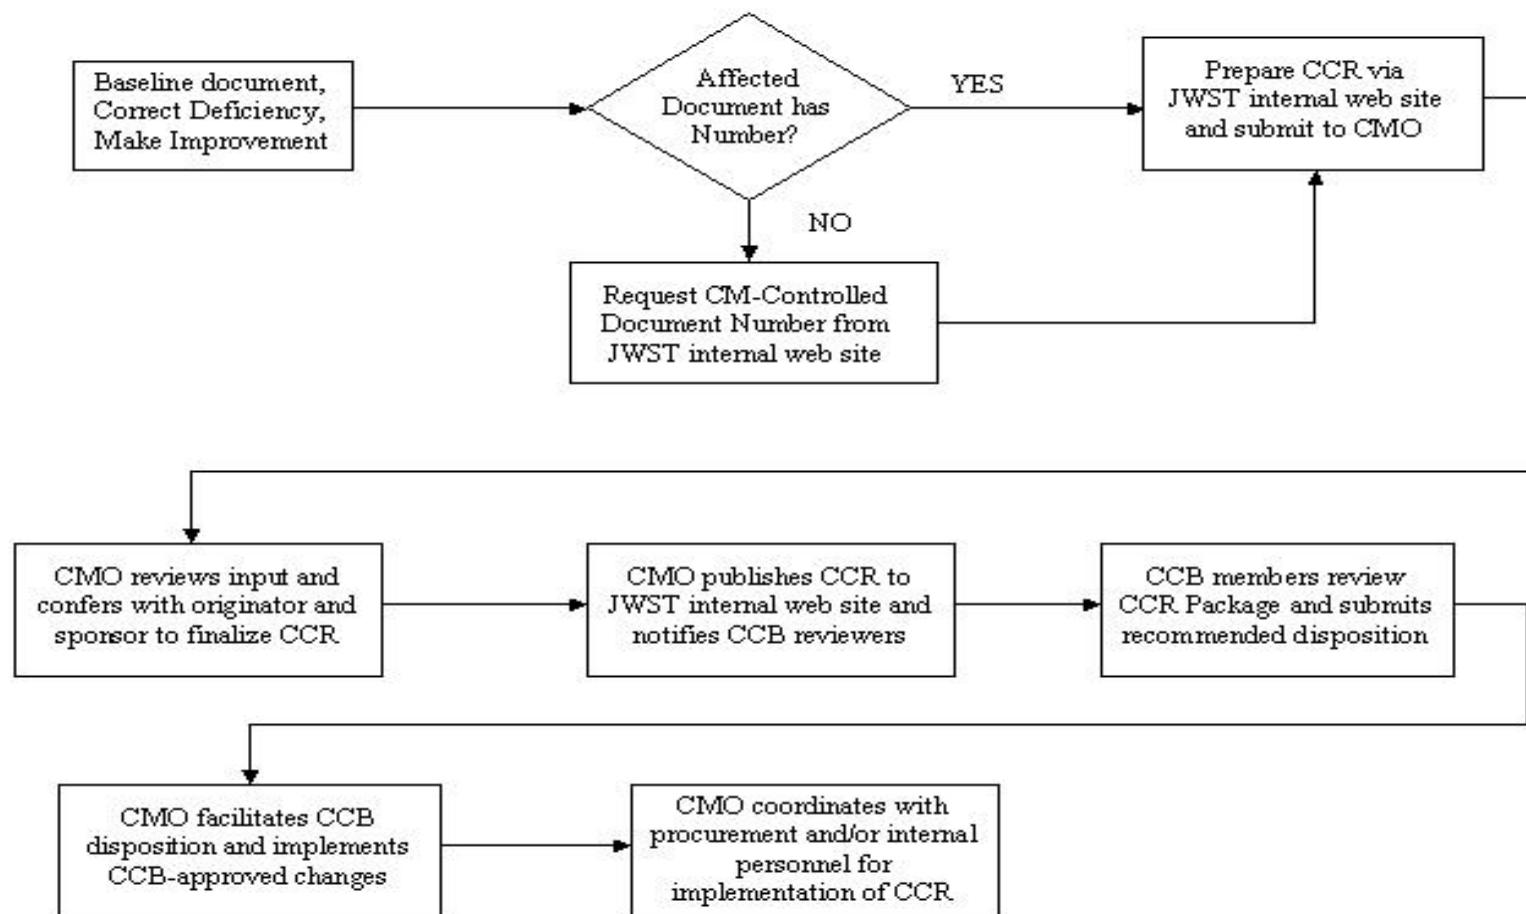 Baseline document,
Correct Deficiency,
Make Improvement
Affected
Document has
Number?
YES
Prepare CCR via
JWST internal web site
and submit to CMO
NO
Request CM-Controlled
Document Number from
JWST internal web site
CMO reviews input and
confers with originator and
sponsor to finalize CCR
CMO publishes CCR to
JWST internal web site and
notifies CCB reviewers
CCB members review
CCR Package and submits
recommended disposition
CMO facilitates CCB
disposition and implements
CCB-approved changes
CMO coordinates with
procurement and/or internal
personnel for
implementation of CCR